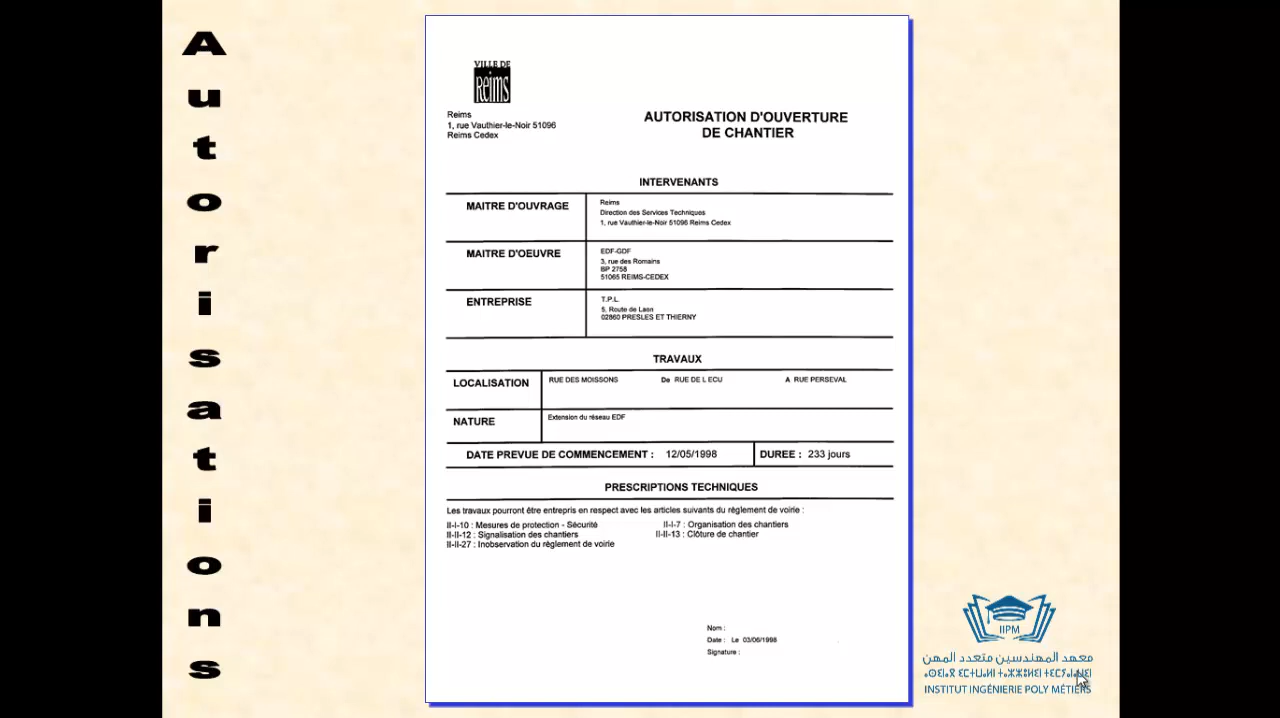 Autorisations
VILLE DE
Reims
Reims
1, rue Vauthier-le-Noir 51096
Reims Cedex
AUTORISATION D'OUVERTURE
DE CHANTIER
INTERVENANTS
MAITRE D'OUVRAGE
Reims
Direction des Services Techniques
1, rue Vauthier-le-Noir 51096 Reims Cedex
MAITRE D'OEUVRE
EDF-GDF
3, rue des Romains
BP 2758
51065 REIMS-CEDEX
ENTREPRISE
T.P.L.
5, Route de Laon
02860 PRESLES ET THIERNY
TRAVAUX
LOCALISATION RUE DES MOISSONS De RUE DE L ECU A RUE PERSEVAL
NATURE Extension du réseau EDF
DATE PREVUE DE COMMENCEMENT : 12/05/1998 DUREE : 233 jours
PRESCRIPTIONS TECHNIQUES
Les travaux pourront être entrepris en respect avec les articles suivants du règlement de voirie :
II-I-10 : Mesures de protection - Sécurité II-I-7 : Organisation des chantiers
II-II-12 : Signalisation des chantiers II-II-13 : Clôture de chantier
II-II-27 : Inobservation du règlement de voirie
Nom :
Date : Le 03/06/1998
Signature :
IIPM
معهد المهندسين متعدد المهن
INSTITUT INGÉNIERIE POLY MÉTIERS